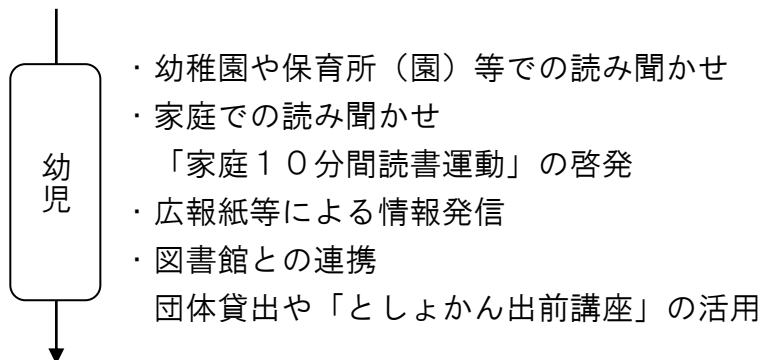 幼児
・幼稚園や保育所（園）等での読み聞かせ
・家庭での読み聞かせ
「家庭１０分間読書運動」の啓発
・広報紙等による情報発信
・図書館との連携
団体貸出や「としょかん出前講座」の活用